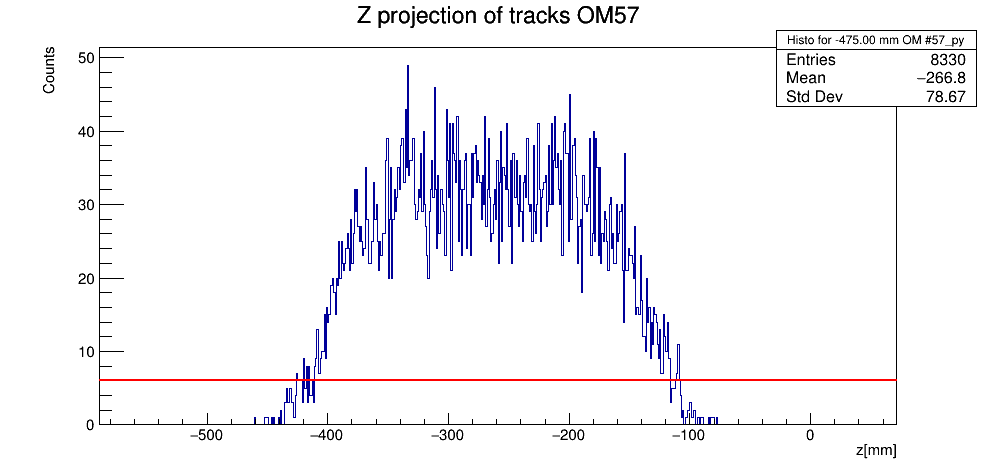 Z projection of tracks OM57
Histo for -475.00 mm OM #57_py
Entries 8330
Mean −266.8
Std Dev 78.67
Counts
50
40
30
20
10
0
−500 −400 −300 −200 −100 0
z[mm]